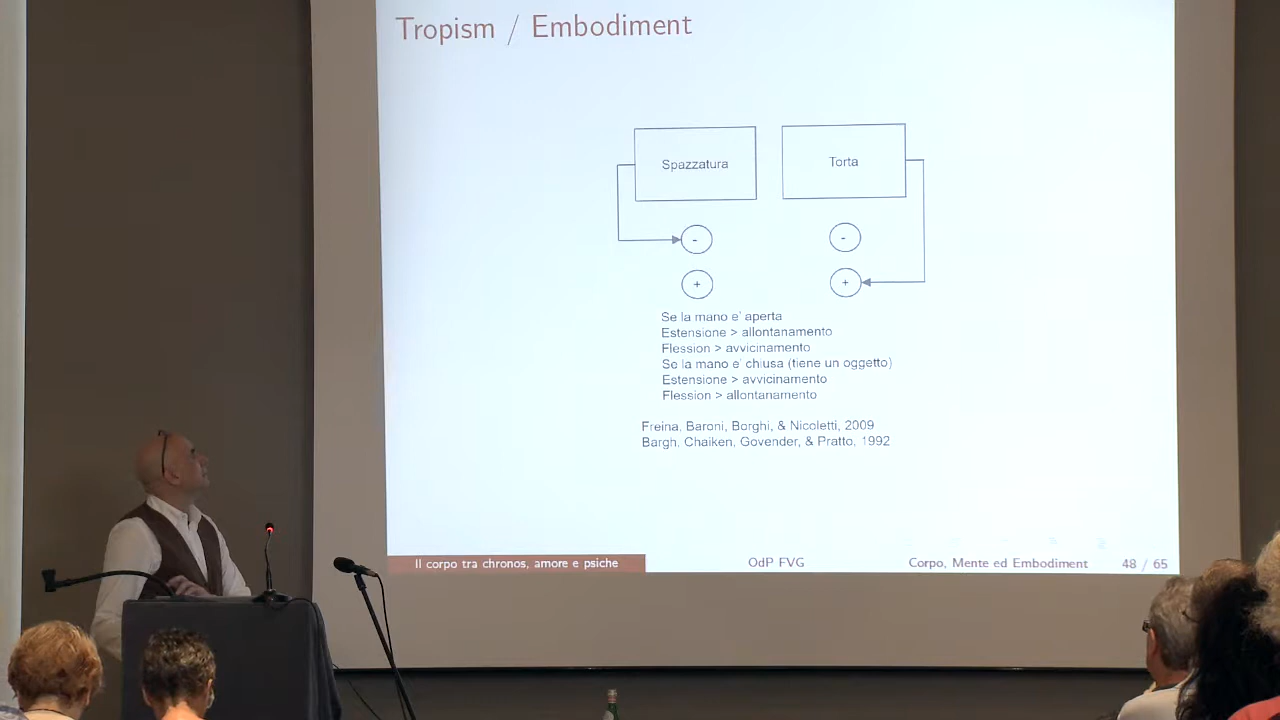 Tropism / Embodiment
Spazzatura
Torta
-
-
+
+
Se la mano e' aperta
Estensione > allontanamento
Flession > avvicinamento
Se la mano e' chiusa (tiene un oggetto)
Estensione > avvicinamento
Flession > allontanamento
Freina, Baroni, Borghi, & Nicoletti, 2009
Bargh, Chaiken, Govender, & Pratto, 1992
Il corpo tra chronos, amore e psiche
OdP FVG
Corpo, Mente ed Embodiment
48 / 65